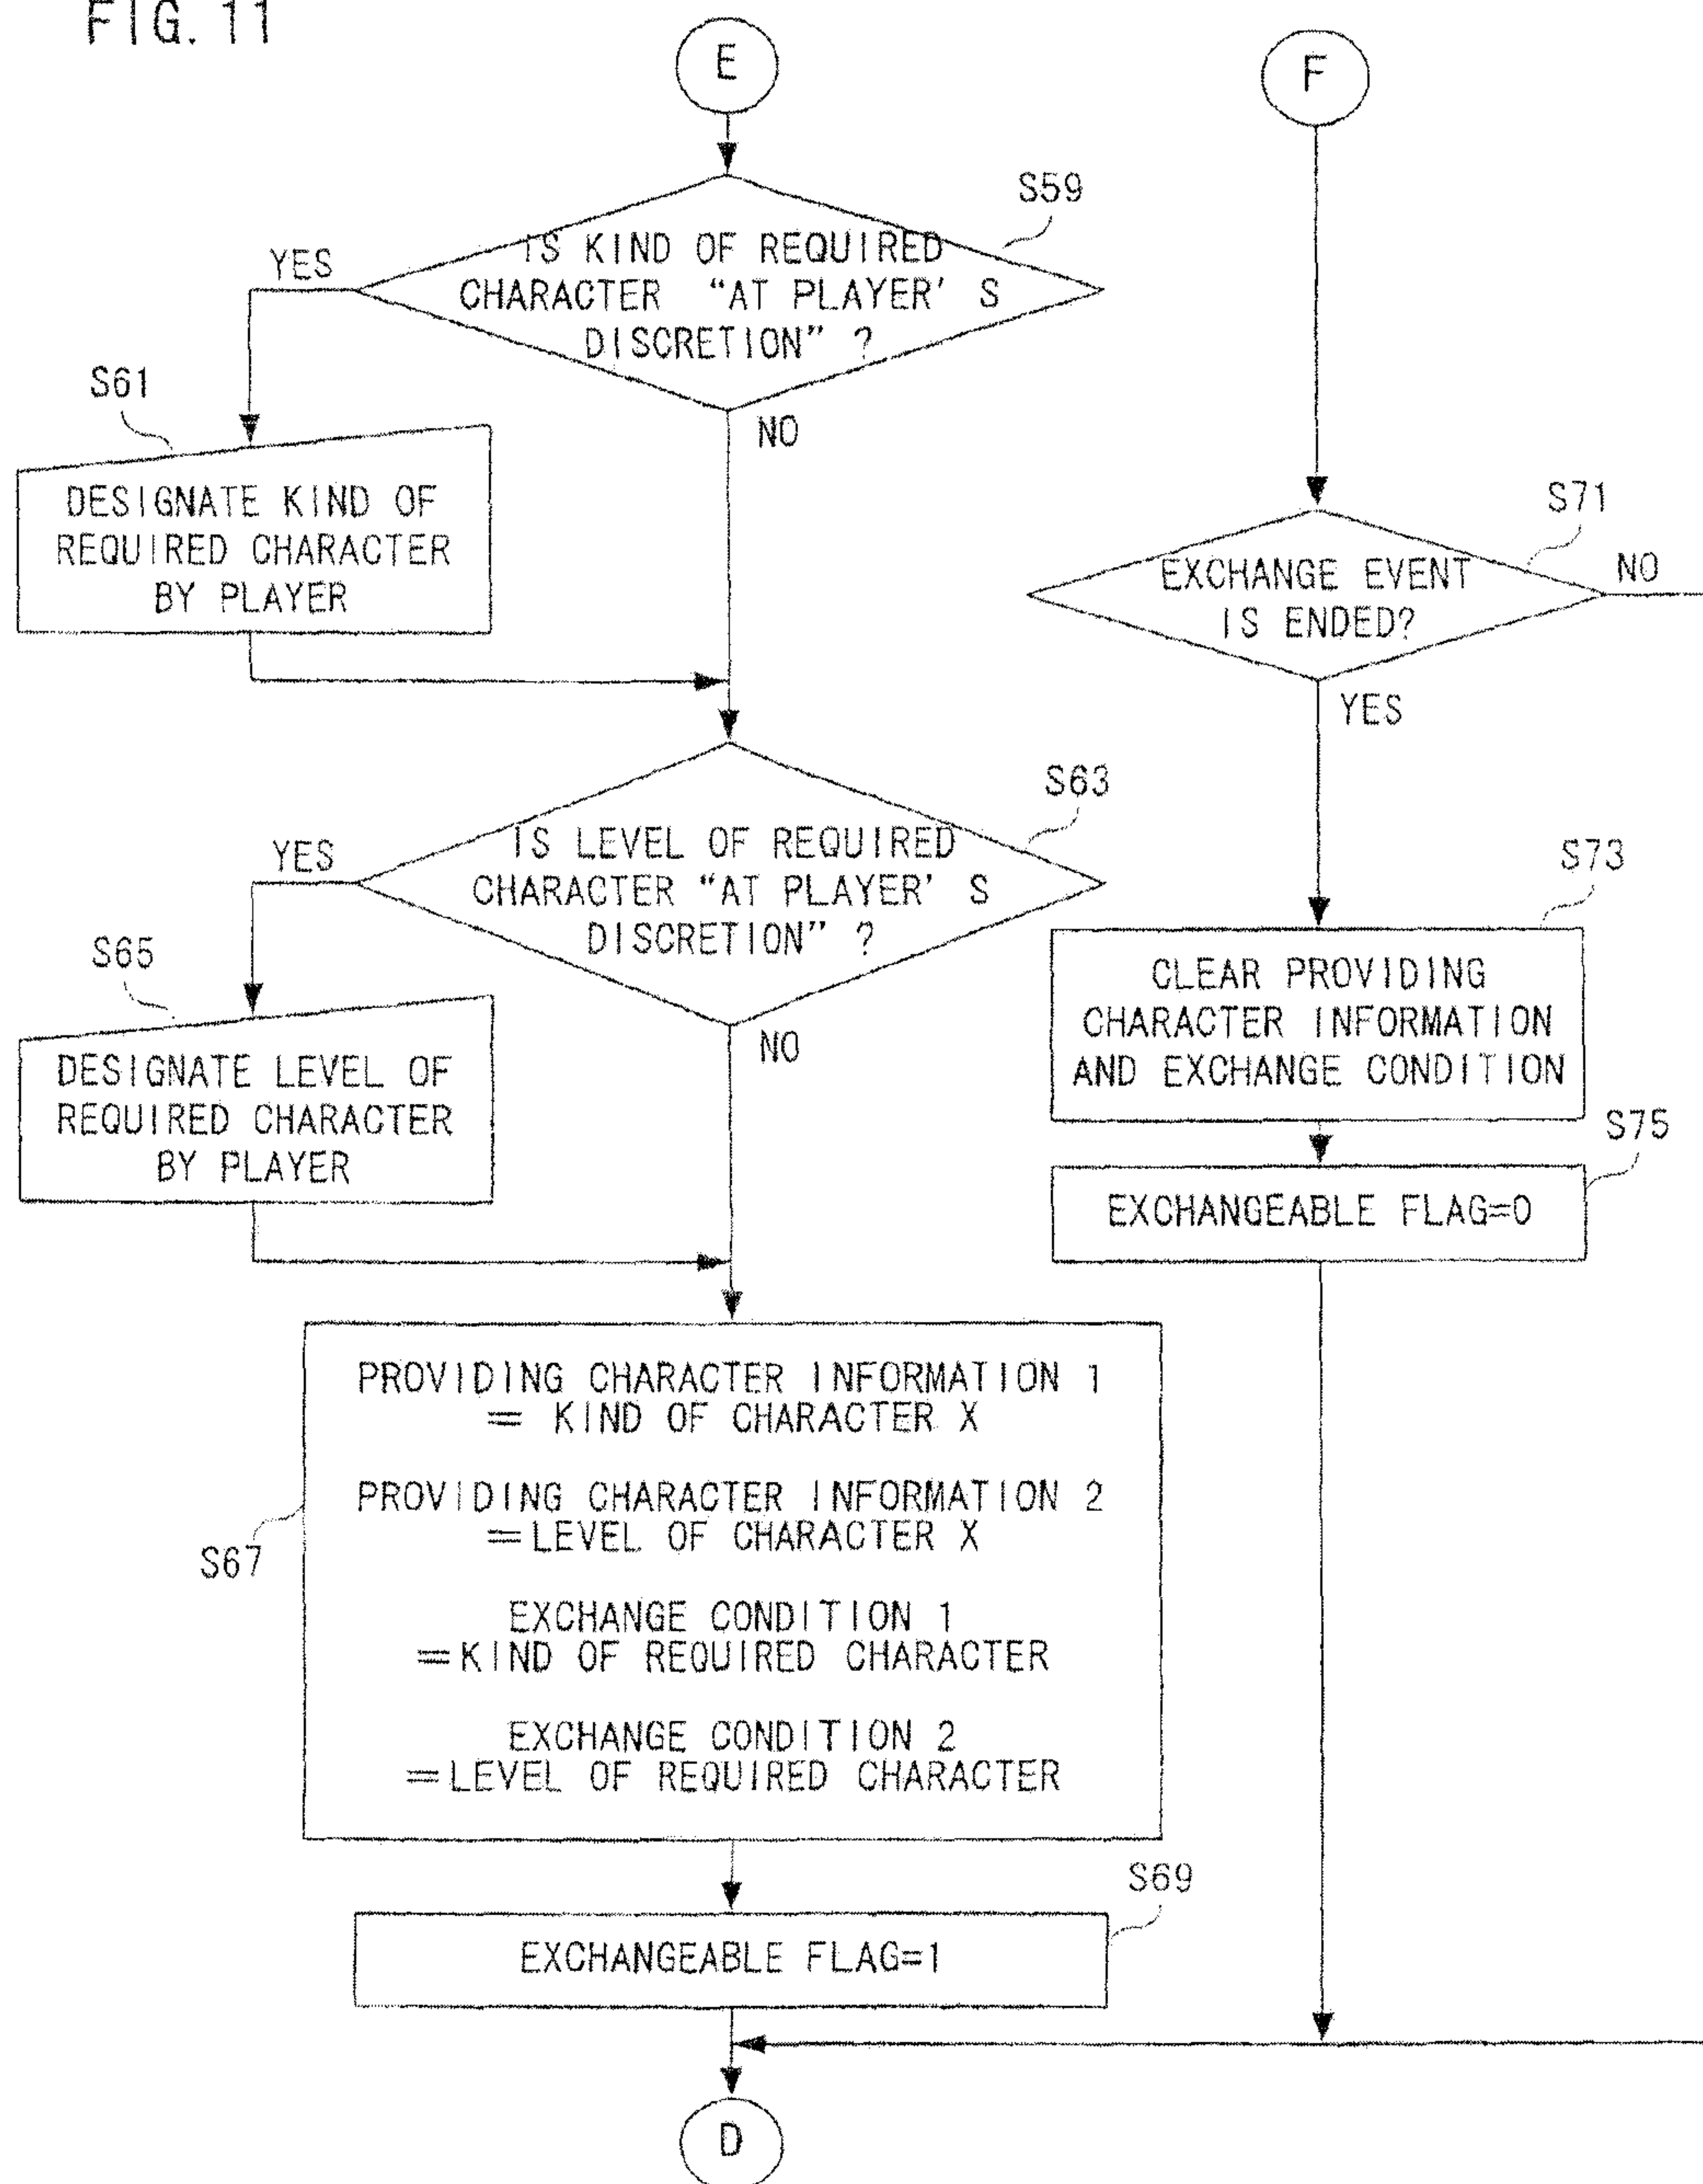 FIG. 11
E
F
S59
IS KIND OF REQUIRED
CHARACTER "AT PLAYER' S
DISCRETION" ?
YES
NO
S61
DESIGNATE KIND OF
REQUIRED CHARACTER
BY PLAYER
S71
EXCHANGE EVENT
IS ENDED?
NO
YES
S63
IS LEVEL OF REQUIRED
CHARACTER "AT PLAYER' S
DISCRETION" ?
YES
NO
S65
DESIGNATE LEVEL OF
REQUIRED CHARACTER
BY PLAYER
S73
CLEAR PROVIDING
CHARACTER INFORMATION
AND EXCHANGE CONDITION
S75
EXCHANGEABLE FLAG=0
S67
PROVIDING CHARACTER INFORMATION 1
= KIND OF CHARACTER X
PROVIDING CHARACTER INFORMATION 2
=LEVEL OF CHARACTER X
EXCHANGE CONDITION 1
=KIND OF REQUIRED CHARACTER
EXCHANGE CONDITION 2
=LEVEL OF REQUIRED CHARACTER
S69
EXCHANGEABLE FLAG=1
D